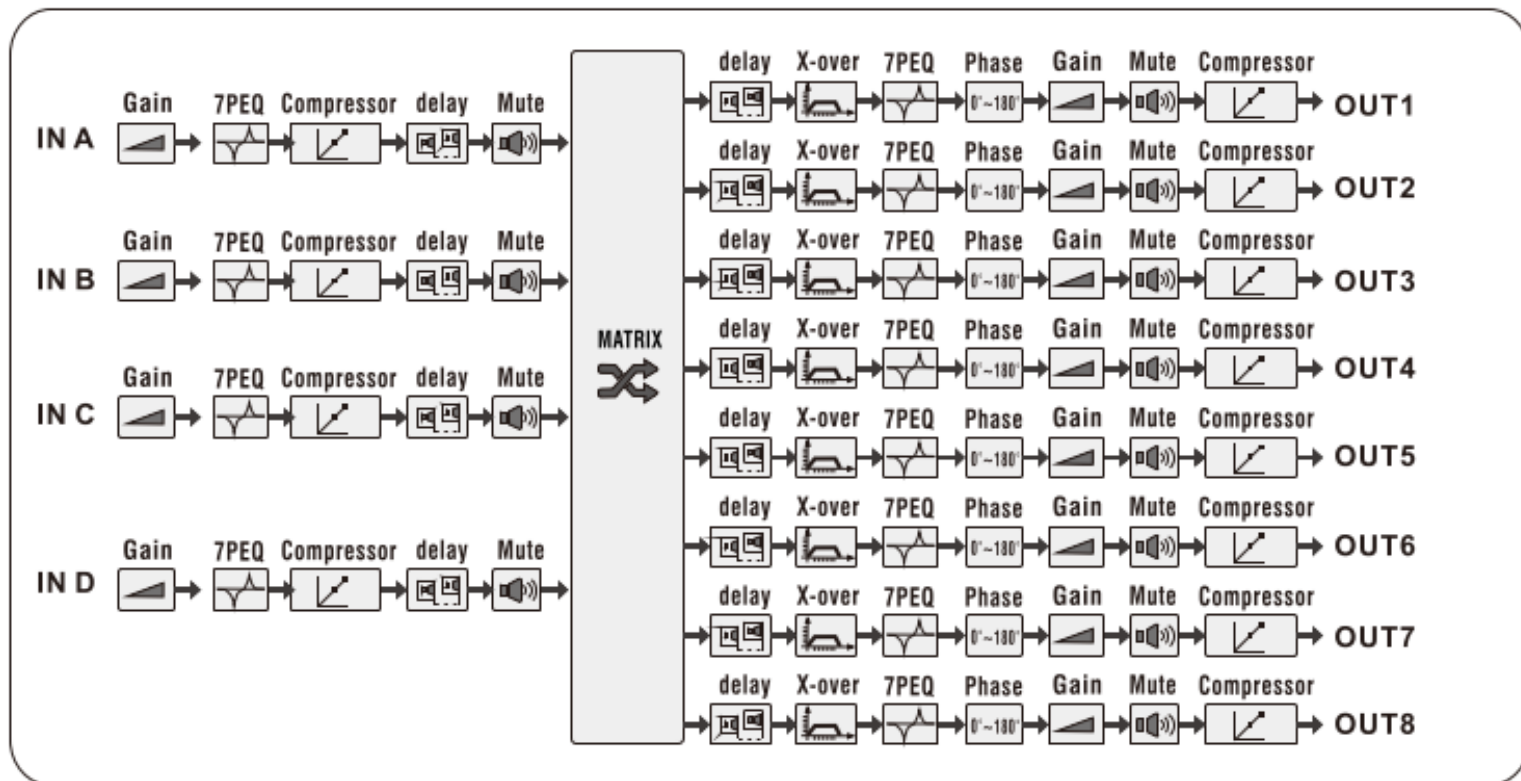 Gain 7PEQ Compressor delay Mute
IN A
Gain 7PEQ Compressor delay Mute
IN B
Gain 7PEQ Compressor delay Mute
IN C
Gain 7PEQ Compressor delay Mute
IN D
MATRIX
delay X-over 7PEQ Phase Gain Mute Compressor
0°~180° OUT1
delay X-over 7PEQ Phase Gain Mute Compressor
0°~180° OUT2
delay X-over 7PEQ Phase Gain Mute Compressor
0°~180° OUT3
delay X-over 7PEQ Phase Gain Mute Compressor
0°~180° OUT4
delay X-over 7PEQ Phase Gain Mute Compressor
0°~180° OUT5
delay X-over 7PEQ Phase Gain Mute Compressor
0°~180° OUT6
delay X-over 7PEQ Phase Gain Mute Compressor
0°~180° OUT7
delay X-over 7PEQ Phase Gain Mute Compressor
0°~180° OUT8